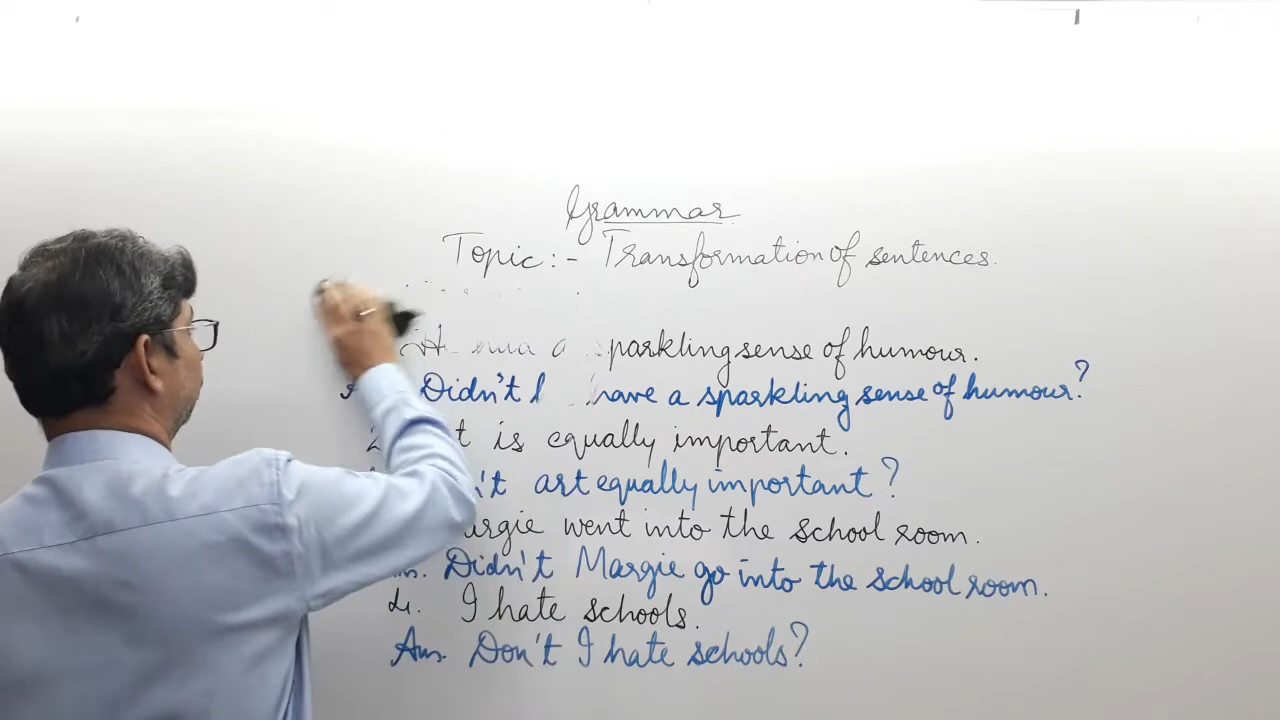 Grammar
Topic:- Transformation of sentences.
a sparkling sense of humour.
Didn't have a sparkling sense of humour?
is equally important.
art equally important?
went into the school room.
Didn't Margie go into the school room.
4. I hate schools.
Ans. Don't I hate schools?